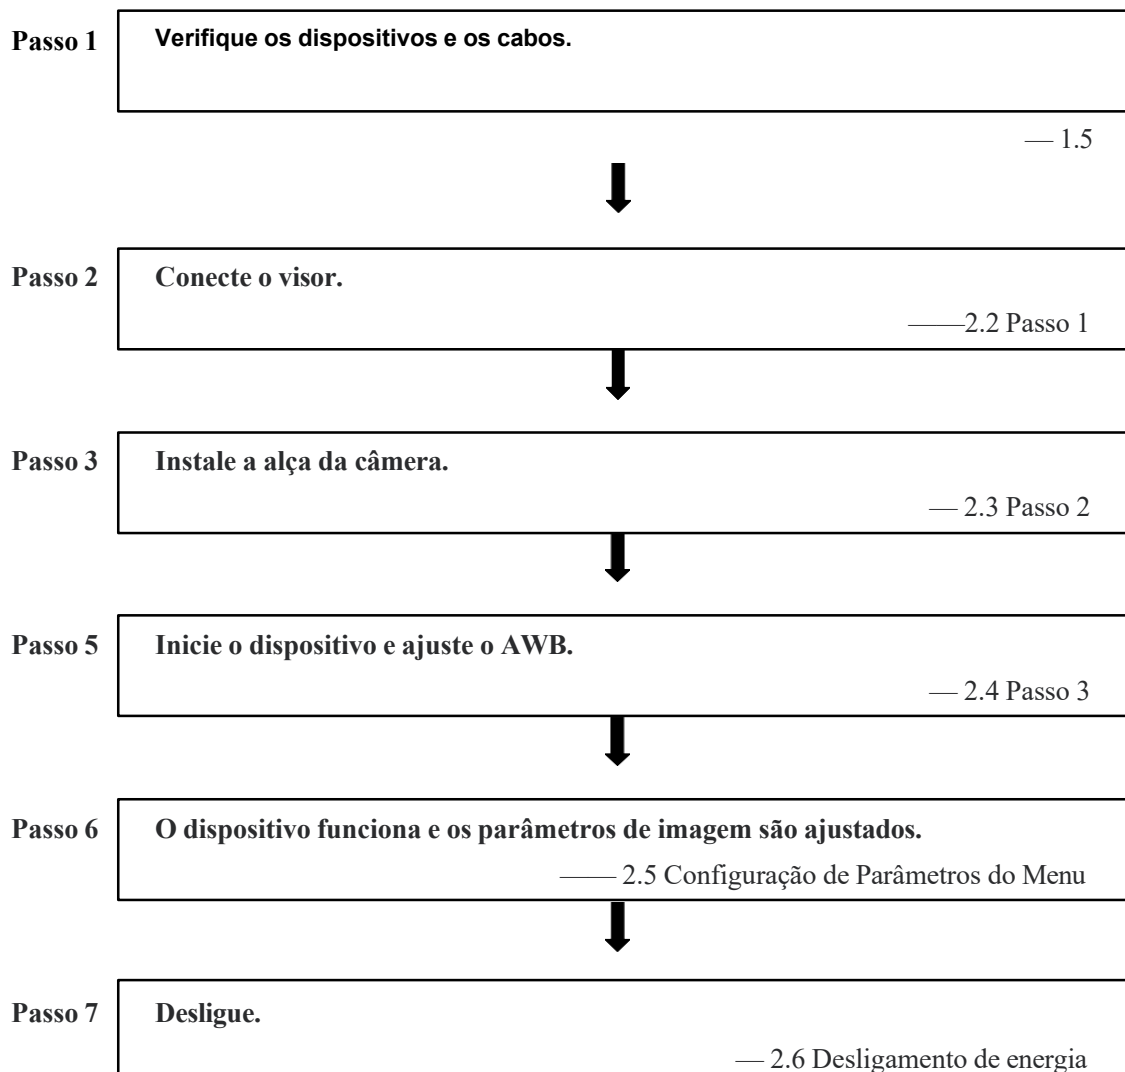 Passo 1
Verifique os dispositivos e os cabos.
— 1.5
Passo 2
Conecte o visor.
——2.2 Passo 1
Passo 3
Instale a alça da câmera.
— 2.3 Passo 2
Passo 5
Inicie o dispositivo e ajuste o AWB.
— 2.4 Passo 3
Passo 6
O dispositivo funciona e os parâmetros de imagem são ajustados.
—— 2.5 Configuração de Parâmetros do Menu
Passo 7
Desligue.
— 2.6 Desligamento de energia